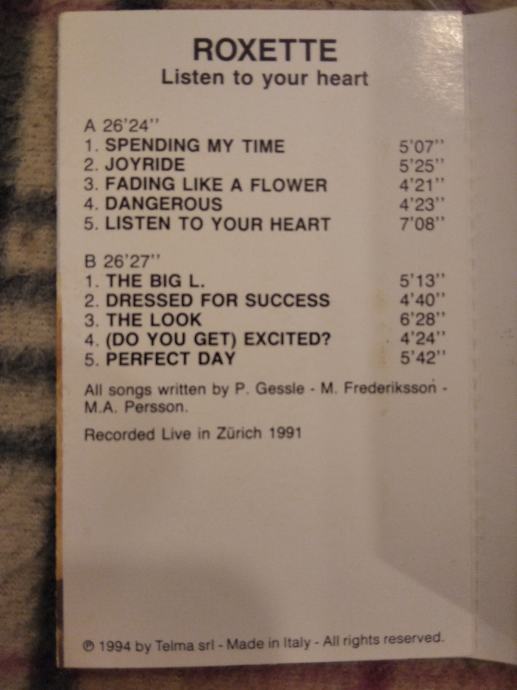 ROXETTE
Listen to your heart
A 26'24''
1. SPENDING MY TIME 5'07''
2. JOYRIDE 5'25''
3. FADING LIKE A FLOWER 4'21''
4. DANGEROUS 4'23''
5. LISTEN TO YOUR HEART 7'08''
B 26'27''
1. THE BIG L. 5'13''
2. DRESSED FOR SUCCESS 4'40''
3. THE LOOK 6'28''
4. (DO YOU GET) EXCITED? 4'24''
5. PERFECT DAY 5'42''
All songs written by P. Gessle - M. Frederiksson -
M.A. Persson.
Recorded Live in Zürich 1991
℗ 1994 by Telma srl - Made in Italy - All rights reserved.